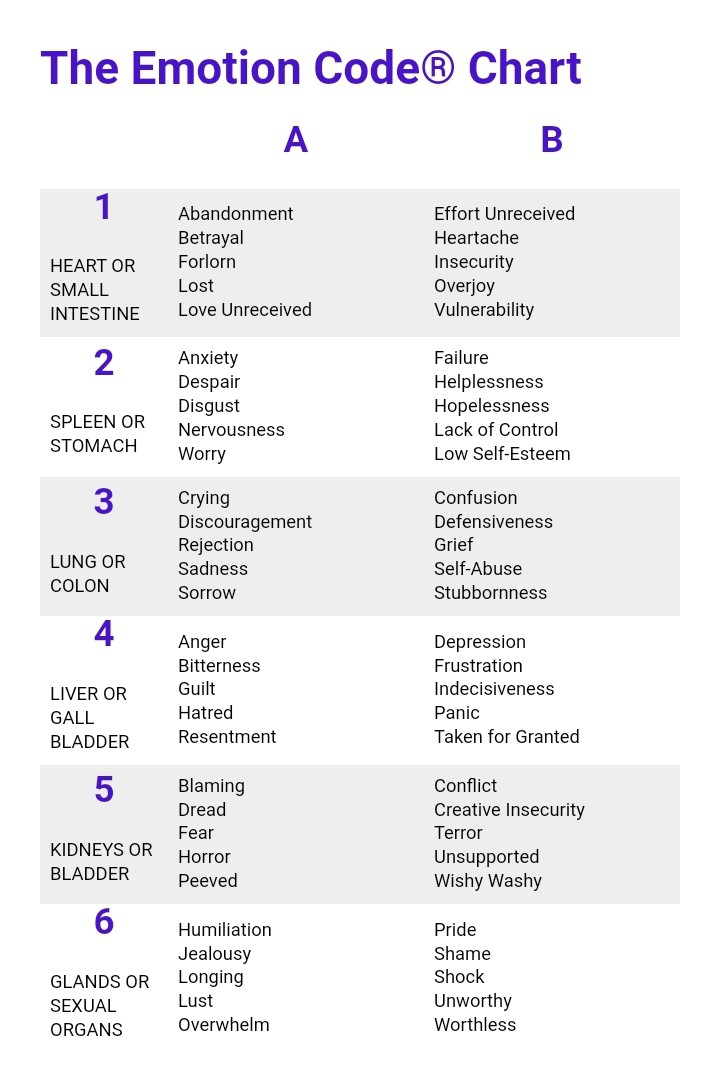 The Emotion Code® Chart
A
B
1
HEART OR
SMALL
INTESTINE
Abandonment
Betrayal
Forlorn
Lost
Love Unreceived
Effort Unreceived
Heartache
Insecurity
Overjoy
Vulnerability
2
SPLEEN OR
STOMACH
Anxiety
Despair
Disgust
Nervousness
Worry
Failure
Helplessness
Hopelessness
Lack of Control
Low Self-Esteem
3
LUNG OR
COLON
Crying
Discouragement
Rejection
Sadness
Sorrow
Confusion
Defensiveness
Grief
Self-Abuse
Stubbornness
4
LIVER OR
GALL
BLADDER
Anger
Bitterness
Guilt
Hatred
Resentment
Depression
Frustration
Indecisiveness
Panic
Taken for Granted
5
KIDNEYS OR
BLADDER
Blaming
Dread
Fear
Horror
Peeved
Conflict
Creative Insecurity
Terror
Unsupported
Wishy Washy
6
GLANDS OR
SEXUAL
ORGANS
Humiliation
Jealousy
Longing
Lust
Overwhelm
Pride
Shame
Shock
Unworthy
Worthless